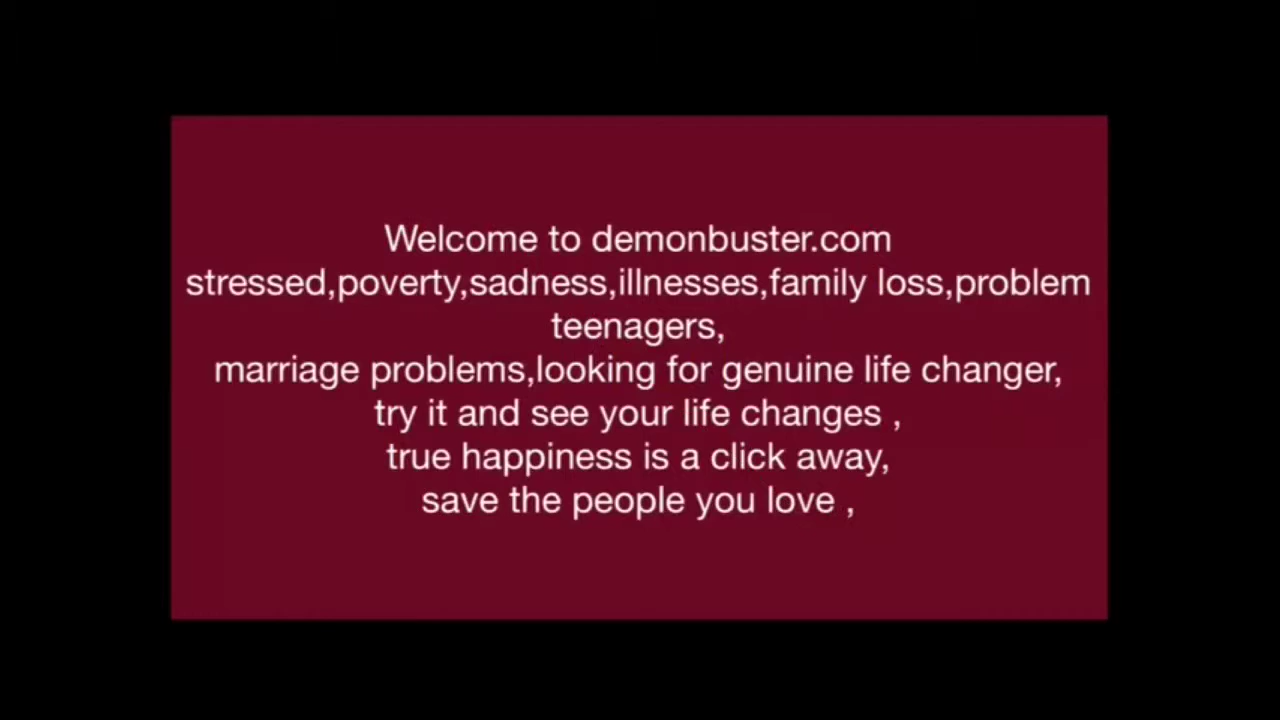 Welcome to demonbuster.com
stressed,poverty,sadness,illnesses,family loss,problem
teenagers,
marriage problems,looking for genuine life changer,
try it and see your life changes ,
true happiness is a click away,
save the people you love ,